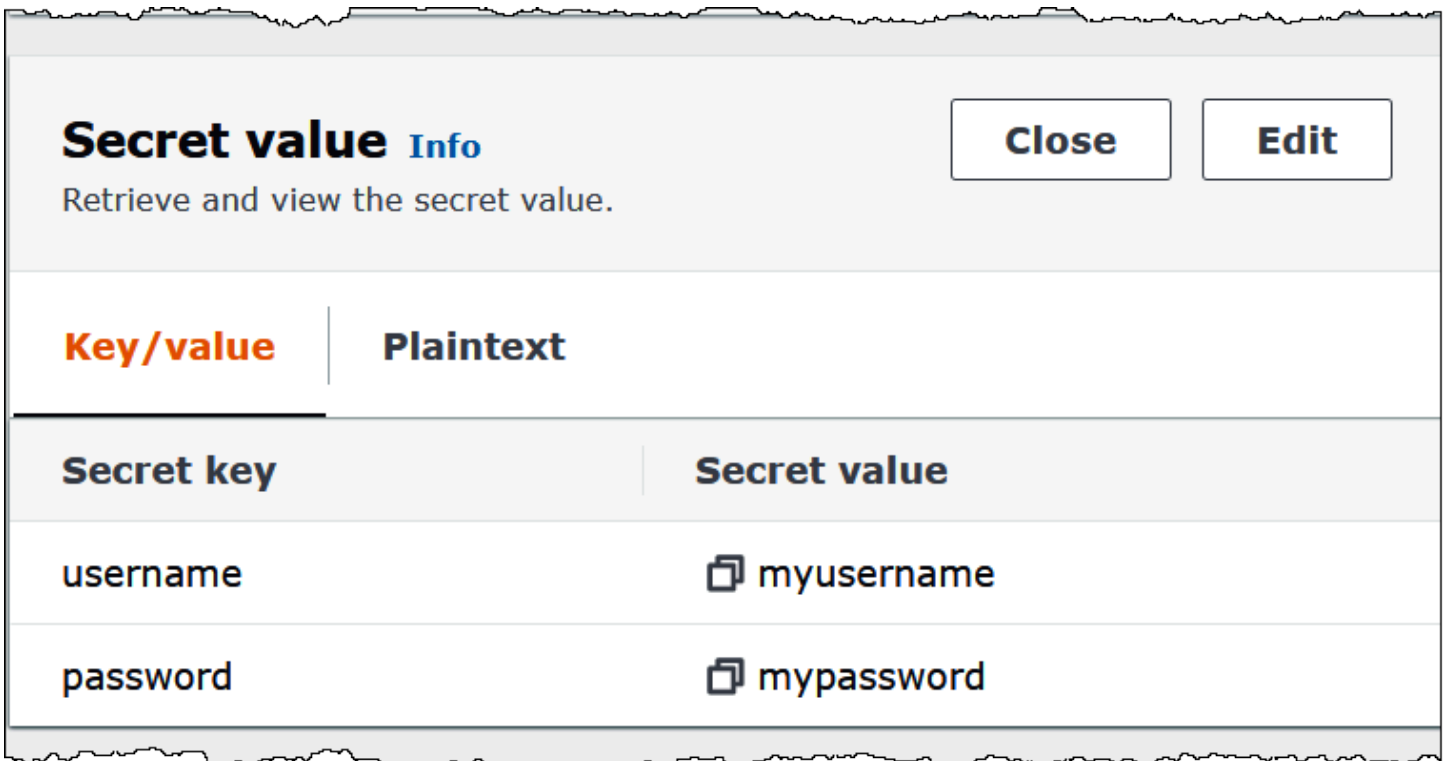 Secret value Info Close Edit
Retrieve and view the secret value.
Key/value Plaintext
Secret key Secret value
username myusername
password mypassword